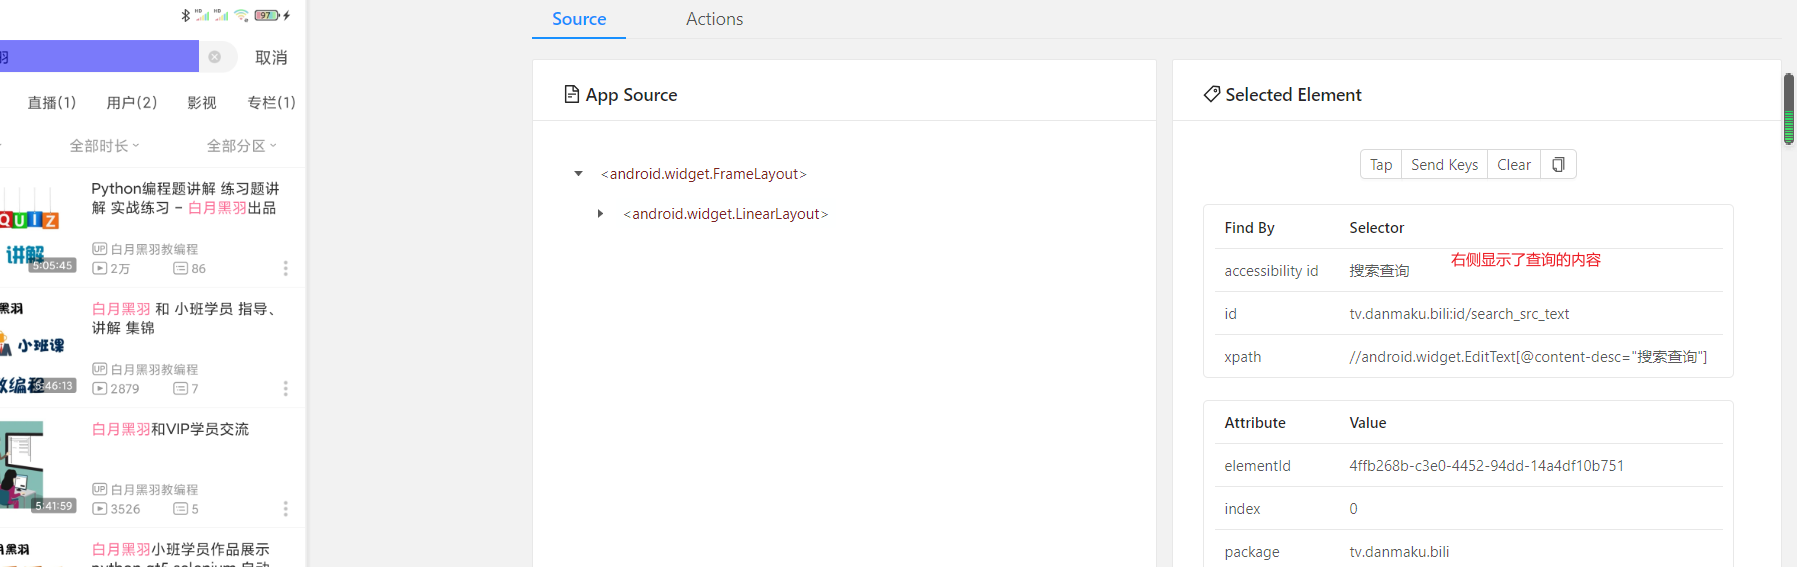 HD
HD
97
羽
取消
直播(1)
用户(2)
影视
专栏(1)
全部时长
全部分区
QUIZ
讲解
5:05:45
Python编程题讲解 练习题讲
解 实战练习 - 白月黑羽出品
UP 白月黑羽教编程
2万
86
黑羽
小班课
教编程
5:46:13
白月黑羽 和 小班学员 指导、
讲解 集锦
UP 白月黑羽教编程
2879
7
5:41:59
白月黑羽和VIP学员交流
UP 白月黑羽教编程
3526
5
月黑羽
白月黑羽小班学员作品展示
python qt5 selenium 自动
Source
Actions
App Source
<android.widget.FrameLayout>
<android.widget.LinearLayout>
Selected Element
Tap
Send Keys
Clear
Find By
Selector
accessibility id
搜索查询
右侧显示了查询的内容
id
tv.danmaku.bili:id/search_src_text
xpath
//android.widget.EditText[@content-desc="搜索查询"]
Attribute
Value
elementId
4ffb268b-c3e0-4452-94dd-14a4df10b751
index
0
package
tv.danmaku.bili